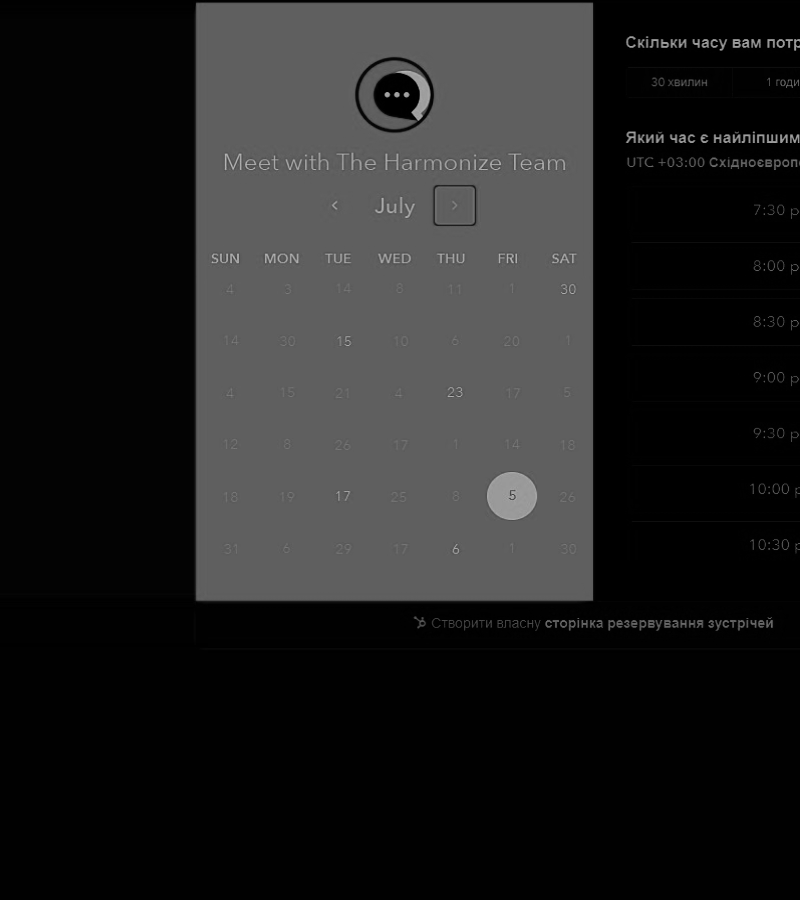 Meet with The Harmonize Team
July
SUN MON TUE WED THU FRI SAT
4 3 14 8 11 1 30
14 30 15 10 6 20 1
4 15 21 4 23 17 5
12 8 26 17 1 14 18
18 19 17 25 8 5 26
31 6 29 17 6 1 30
Скільки часу вам
30 хвилин 1
Який час є
UTC +03:00
7:30
8:00
8:30
9:00
9:30
10:00
10:30
Створити власну сторінка резервування зустрічей